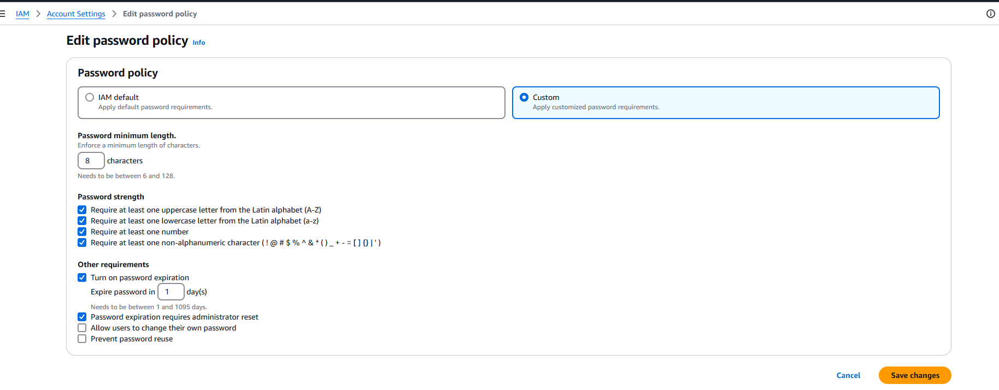 IAM > Account Settings > Edit password policy
Edit password policy Info
Password policy
IAM default
Apply default password requirements.
Custom
Apply customized password requirements.
Password minimum length.
Enforce a minimum length of characters.
8 characters
Needs to be between 6 and 128.
Password strength
Require at least one uppercase letter from the Latin alphabet (A-Z)
Require at least one lowercase letter from the Latin alphabet (a-z)
Require at least one number
Require at least one non-alphanumeric character ( ! @ # $ % ^ & * ( ) _ + - = [ ] {} | ' )
Other requirements
Turn on password expiration
Expire password in 1 day(s)
Needs to be between 1 and 1095 days.
Password expiration requires administrator reset
Allow users to change their own password
Prevent password reuse
Cancel Save changes